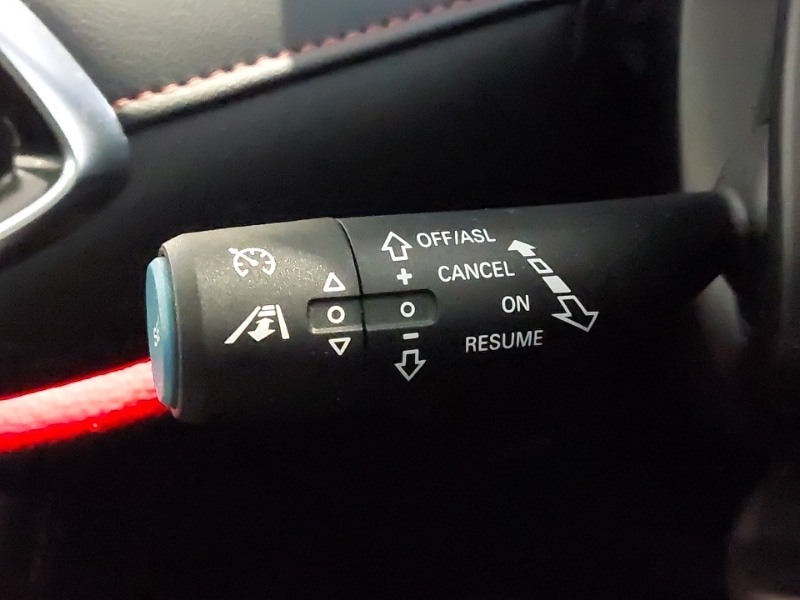 OFF/ASL
+ CANCEL
ON
- RESUME